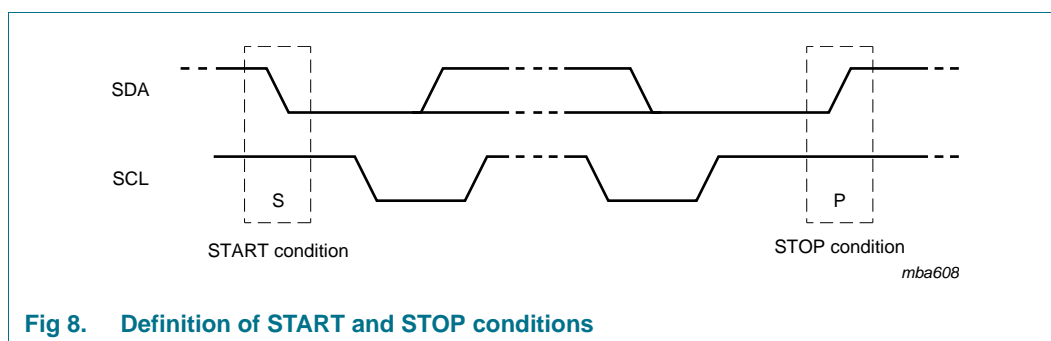 SDA
SCL
S
P
START condition
STOP condition
mba608
Fig 8. Definition of START and STOP conditions